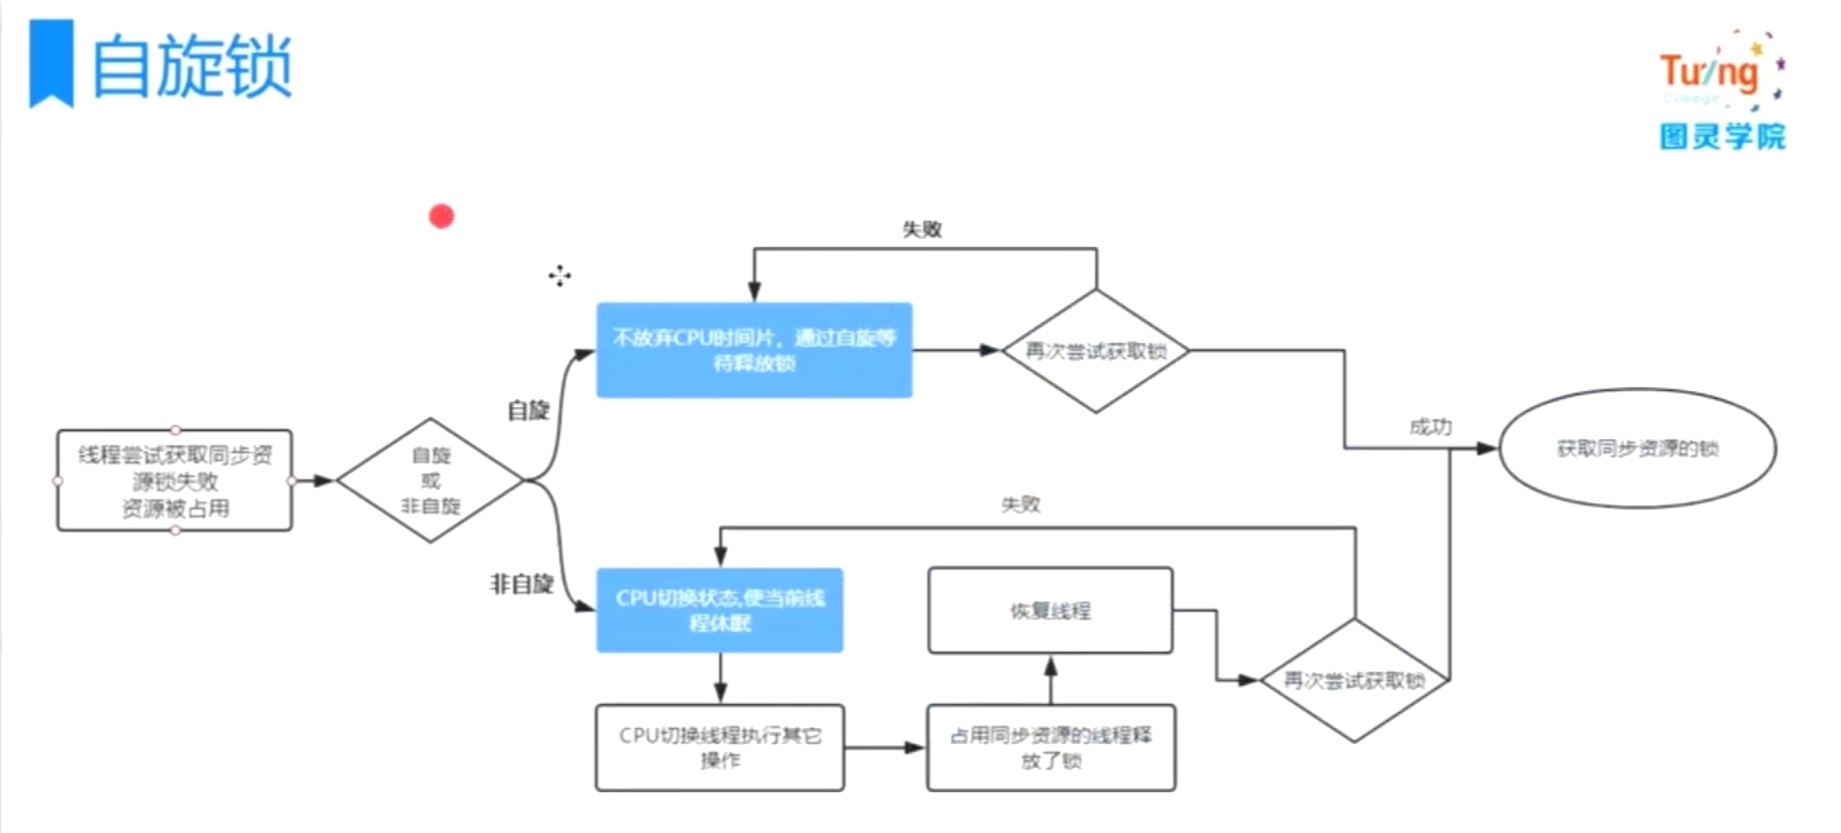 自旋锁
Turing
College
图灵学院
失败
不放弃CPU时间片，通过自旋等
待释放锁
再次尝试获取锁
自旋
成功
线程尝试获取同步资
源锁失败
资源被占用
自旋
或
非自旋
获取同步资源的锁
失败
非自旋
CPU切换状态,使当前线
程休眠
恢复线程
再次尝试获取锁
CPU切换线程执行其它
操作
占用同步资源的线程释
放了锁